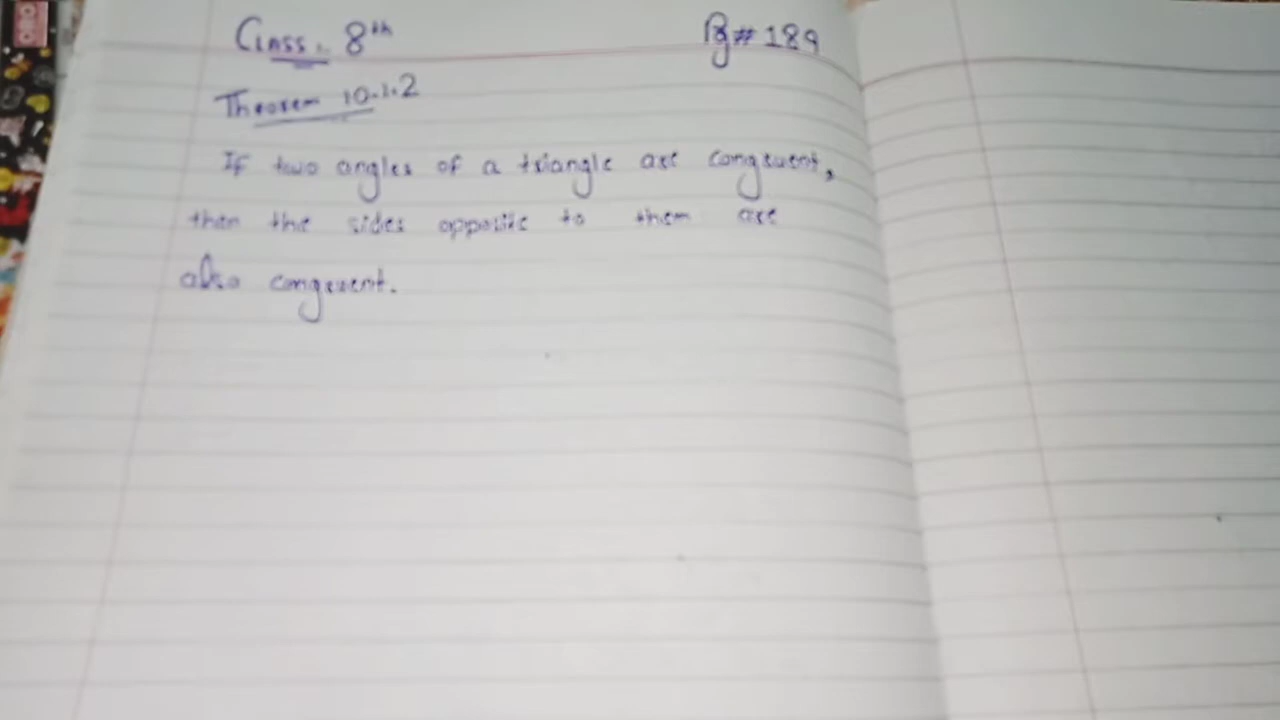 Class. 8th Pg# 189
Theorem 10.1.2
If two angles of a triangle are congruent,
then the sides opposite to them are
also congruent.